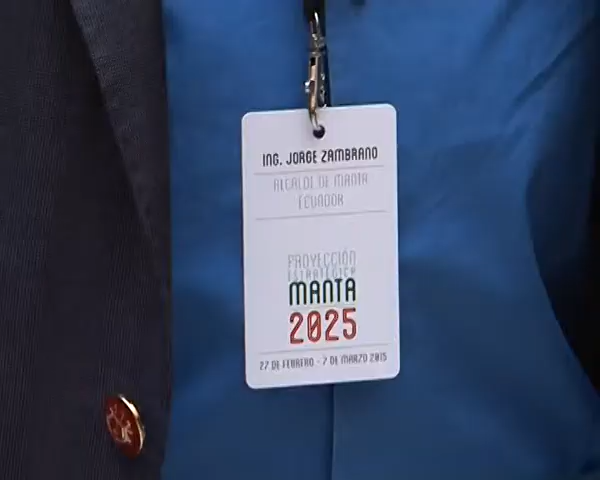 ING. JORGE ZAMBRANO
ALCALDE DE MANTA
ECUADOR
PROYECCIÓN
ESTRATÉGICA
MANTA
2025
27 DE FEBRERO - 7 DE MARZO 2015